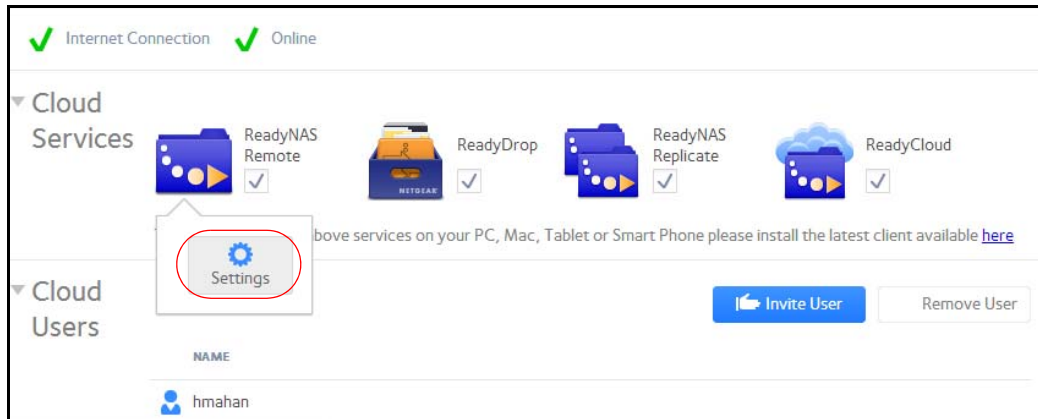 Internet Connection
Online
Cloud
Services
ReadyNAS
Remote
ReadyDrop
NETGEAR
ReadyNAS
Replicate
ReadyCloud
bove services on your PC, Mac, Tablet or Smart Phone please install the latest client available here
Settings
Cloud
Users
Invite User
Remove User
NAME
hmahan